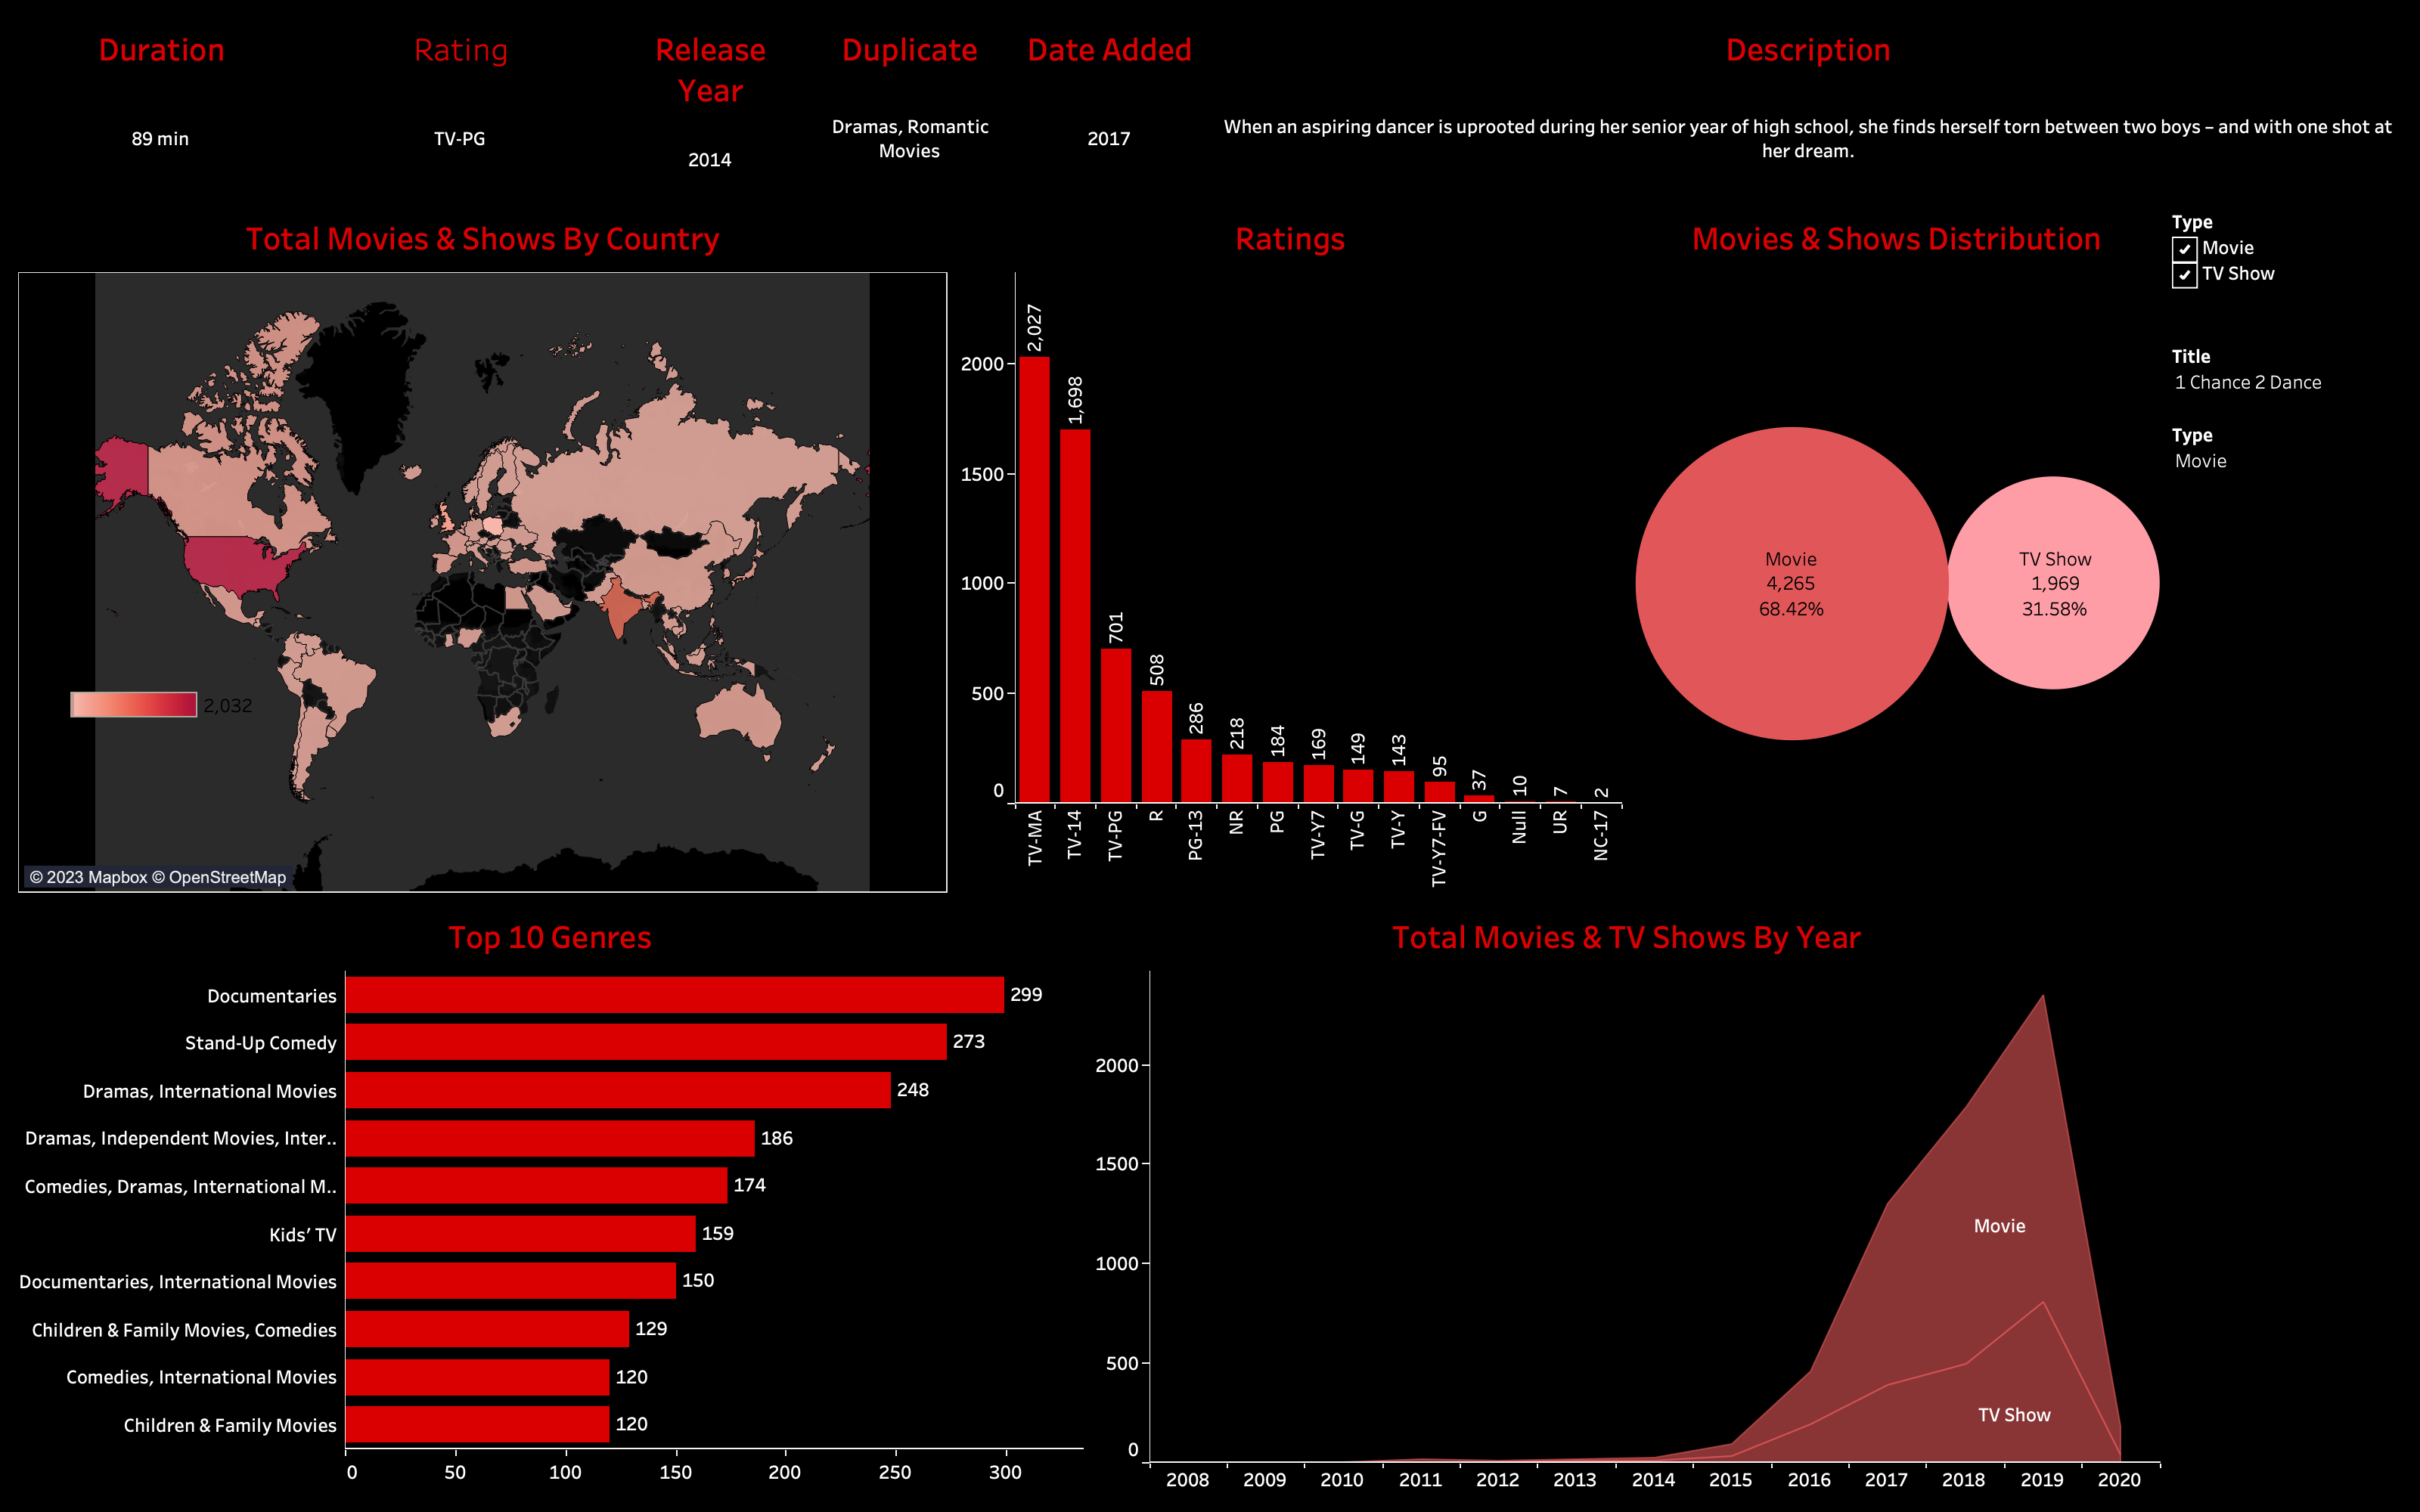 Duration
Rating
Release
Year
Duplicate
Date Added
Description
89 min
TV-PG
2014
Dramas, Romantic
Movies
2017
When an aspiring dancer is uprooted during her senior year of high school, she finds herself torn between two boys – and with one shot at
her dream.
Total Movies & Shows By Country
2,032
© 2023 Mapbox © OpenStreetMap
Ratings
2000
1500
1000
500
0
2,027
1,698
701
508
286
218
184
169
149
143
95
37
10
7
2
TV-MA
TV-14
TV-PG
R
PG-13
NR
PG
TV-Y7
TV-G
TV-Y
TV-Y7-FV
G
Null
UR
NC-17
Movies & Shows Distribution
Movie
4,265
68.42%
TV Show
1,969
31.58%
Type
Movie
TV Show
Title
1 Chance 2 Dance
Type
Movie
Top 10 Genres
Documentaries 299
Stand-Up Comedy 273
Dramas, International Movies 248
Dramas, Independent Movies, Inter.. 186
Comedies, Dramas, International M.. 174
Kids’ TV 159
Documentaries, International Movies 150
Children & Family Movies, Comedies 129
Comedies, International Movies 120
Children & Family Movies 120
0 50 100 150 200 250 300
Total Movies & TV Shows By Year
2000
1500
1000
500
0
Movie
TV Show
2008 2009 2010 2011 2012 2013 2014 2015 2016 2017 2018 2019 2020